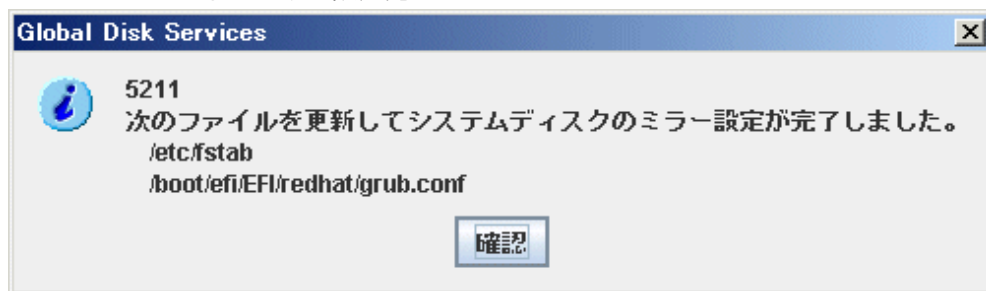 Global Disk Services
5211
次のファイルを更新してシステムディスクのミラー設定が完了しました。
/etc/fstab
/boot/efi/EFI/redhat/grub.conf
確認